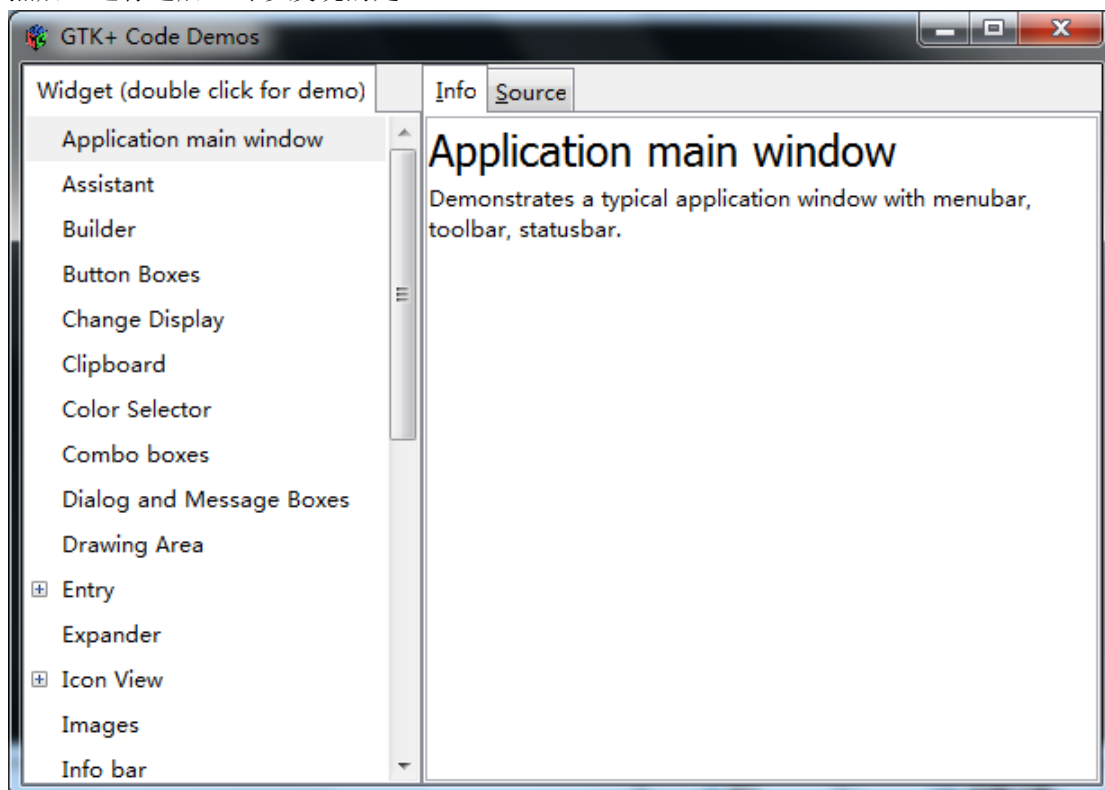 GTK+ Code Demos
Widget (double click for demo)
Info
Source
Application main window
Assistant
Builder
Button Boxes
Change Display
Clipboard
Color Selector
Combo boxes
Dialog and Message Boxes
Drawing Area
Entry
Expander
Icon View
Images
Info bar
Application main window
Demonstrates a typical application window with menubar,
toolbar, statusbar.